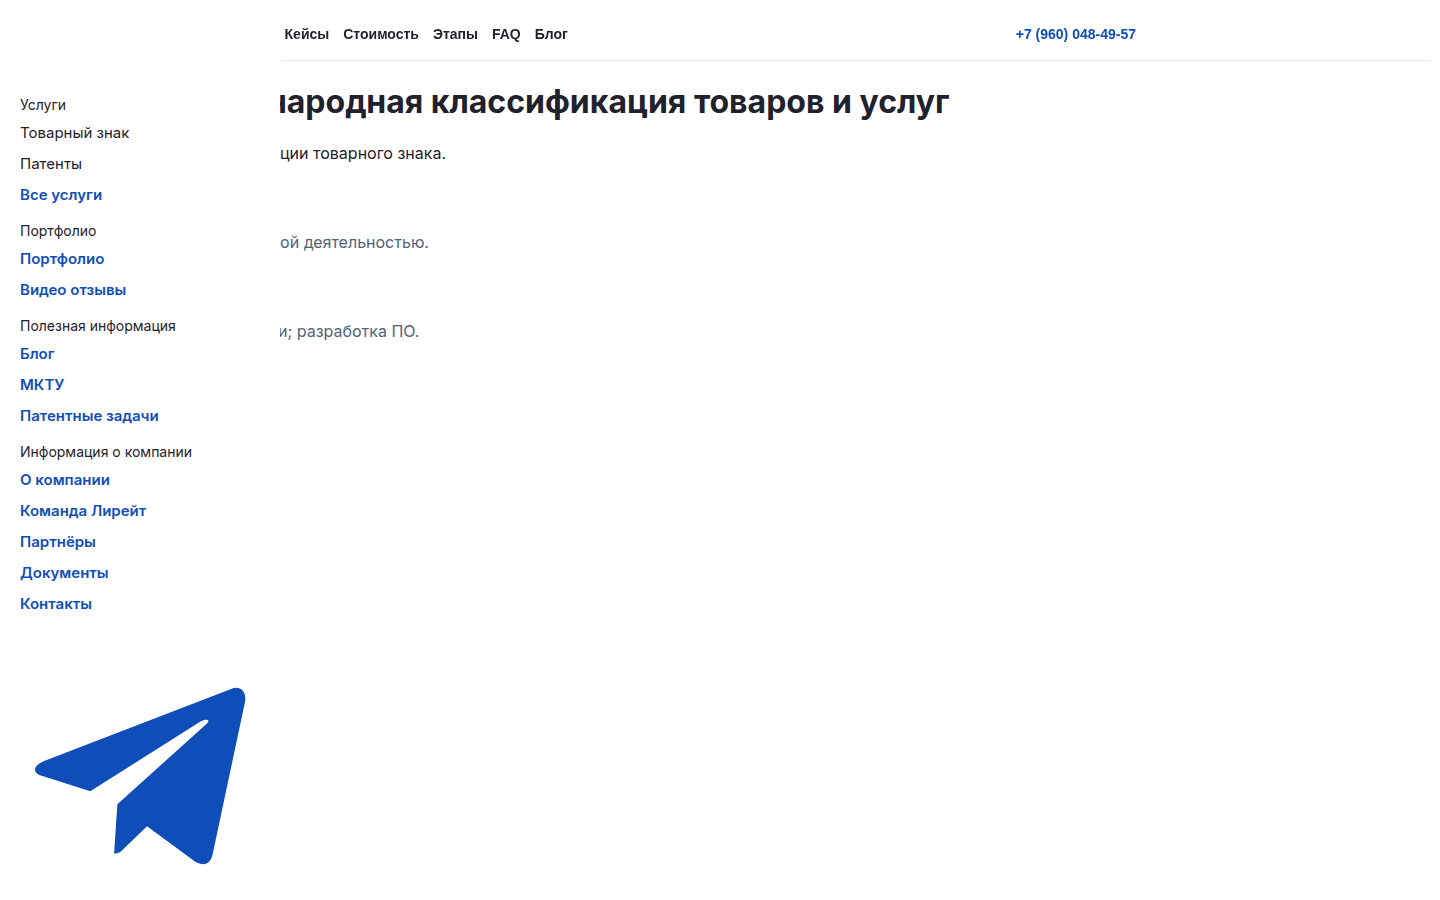 Кейсы Стоимость Этапы FAQ Блог +7 (960) 048-49-57
Услуги
Товарный знак
Патенты
Все услуги
Портфолио
Портфолио
Видео отзывы
Полезная информация
Блог
МКТУ
Патентные задачи
Информация о компании
О компании
Команда Лирейт
Партнёры
Документы
Контакты
народная классификация товаров и услуг
ции товарного знака.
ой деятельностью.
и; разработка ПО.